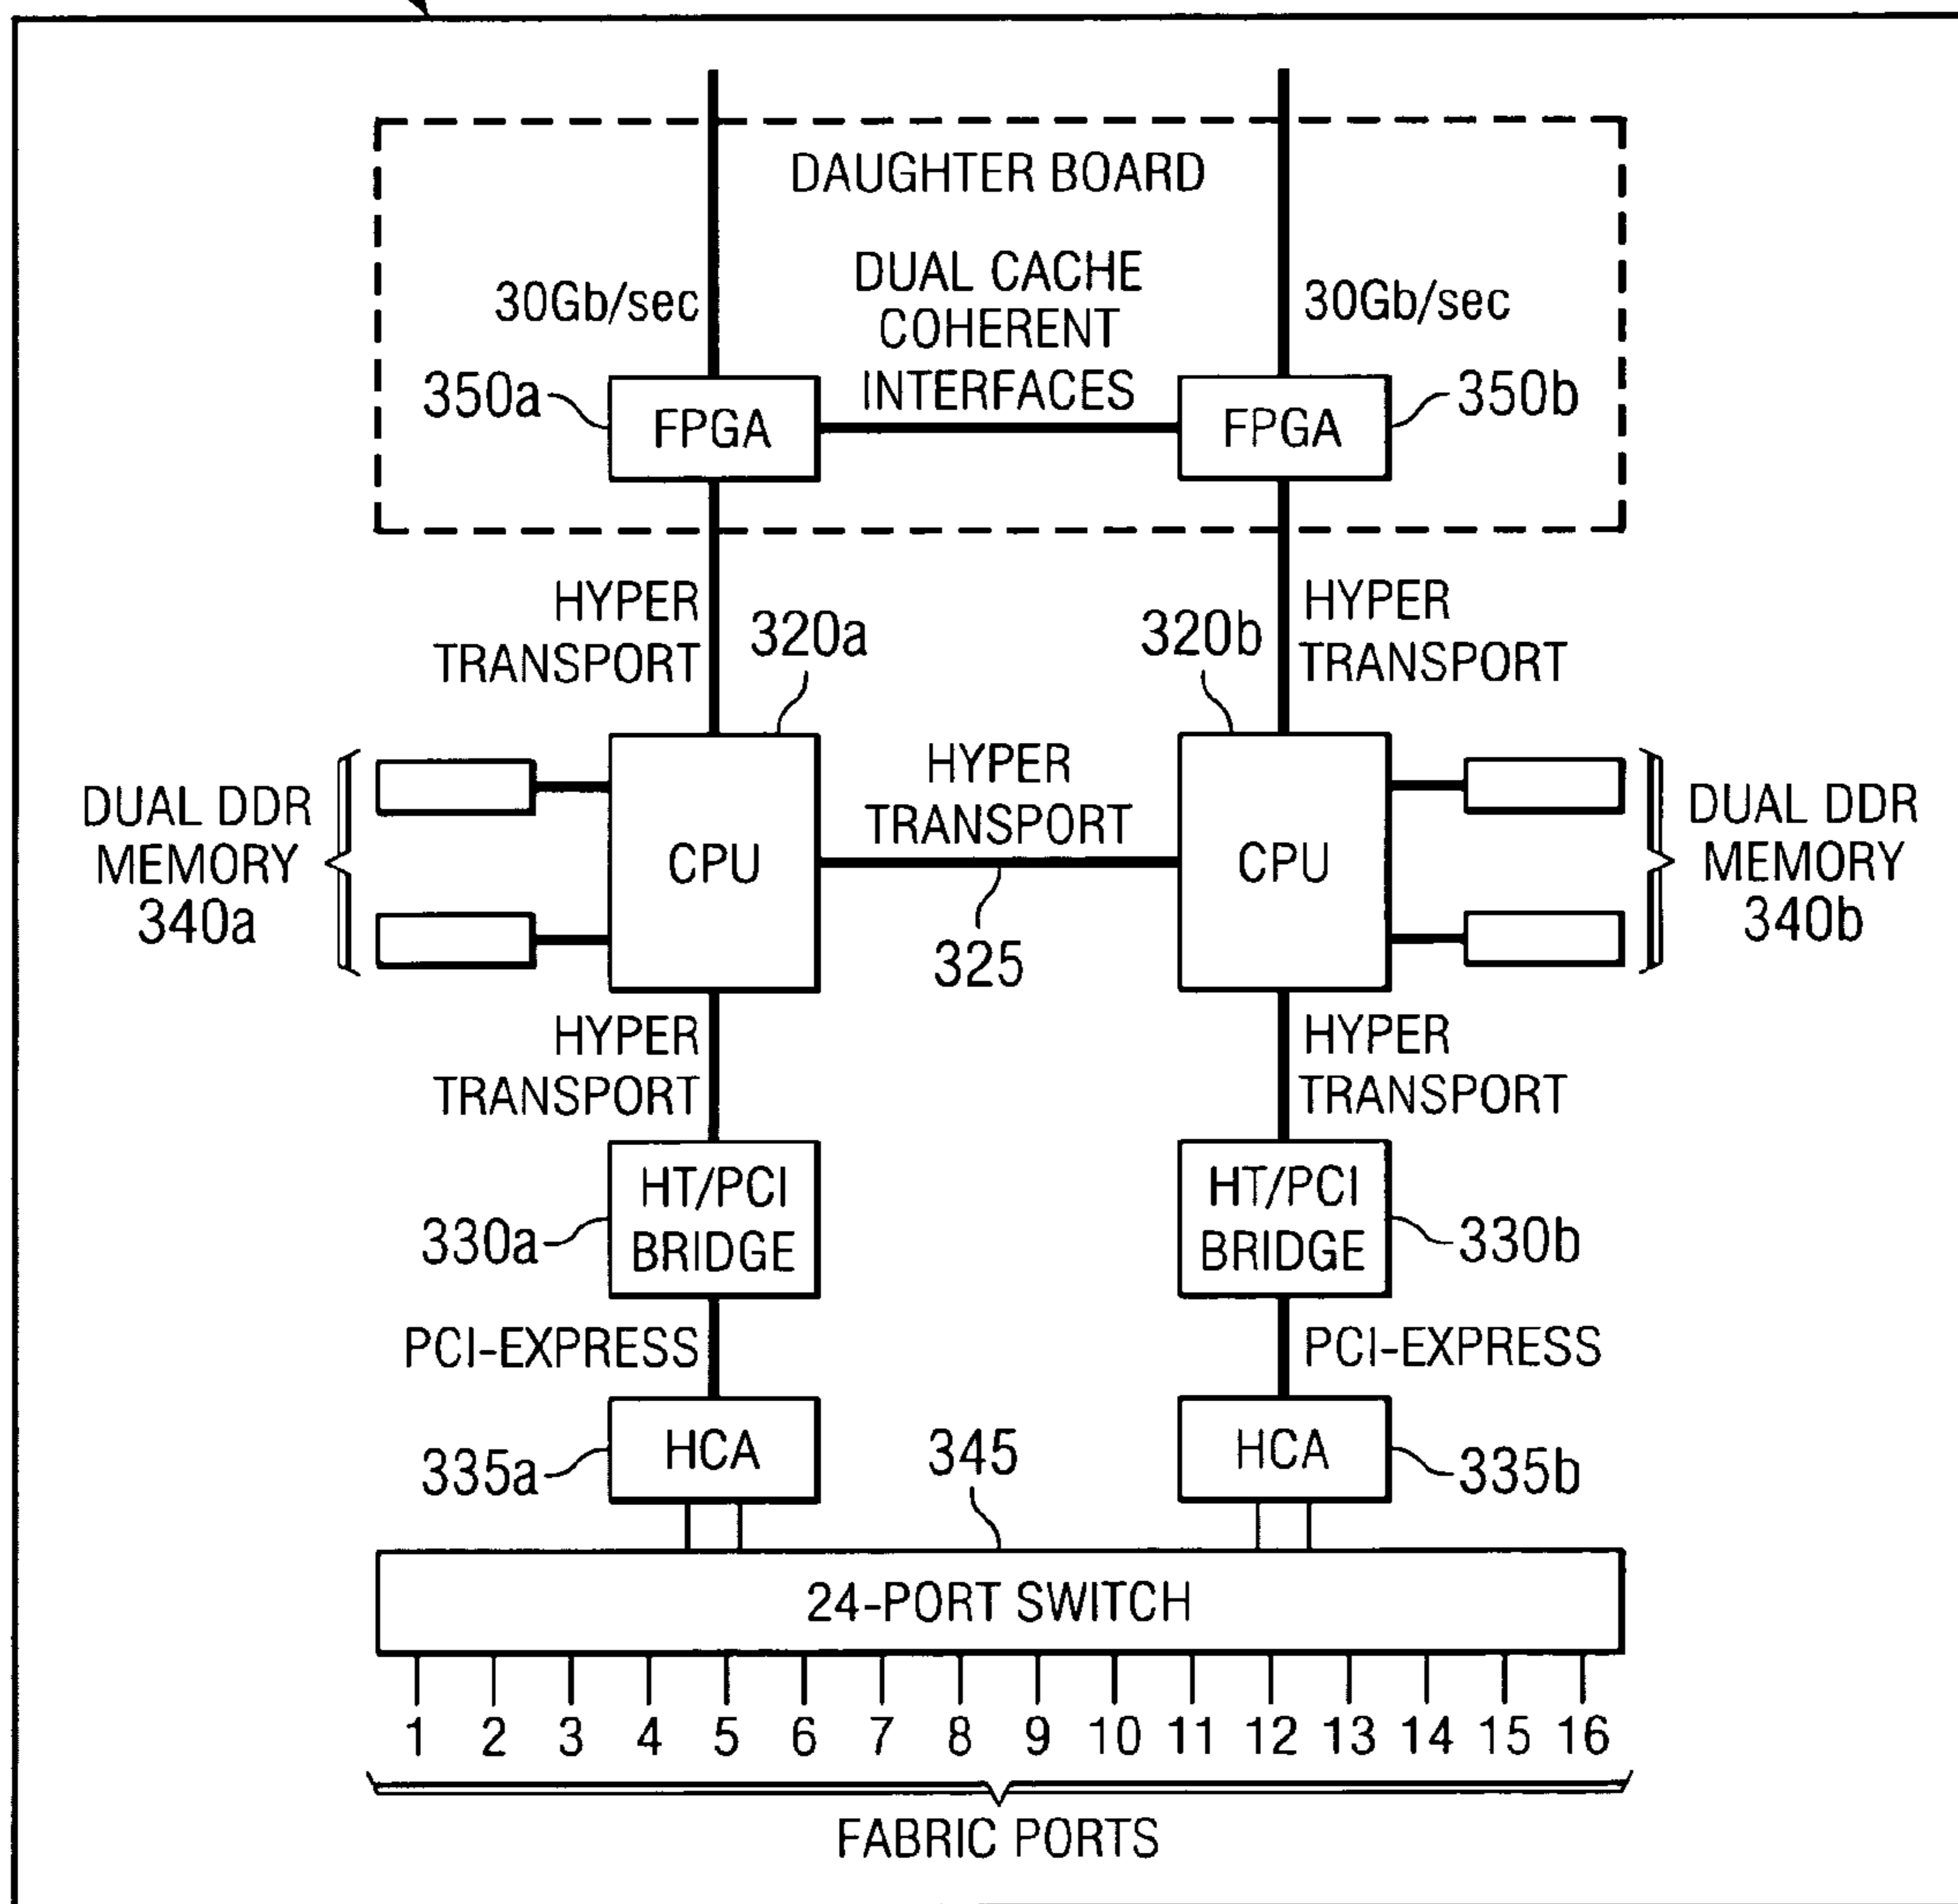 DAUGHTER BOARD
DUAL CACHE
COHERENT
INTERFACES
30Gb/sec
30Gb/sec
350a
FPGA
FPGA
350b
HYPER
TRANSPORT
320a
320b
HYPER
TRANSPORT
DUAL DDR
MEMORY
340a
CPU
HYPER
TRANSPORT
325
CPU
DUAL DDR
MEMORY
340b
HYPER
TRANSPORT
HYPER
TRANSPORT
330a
HT/PCI
BRIDGE
HT/PCI
BRIDGE
330b
PCI-EXPRESS
PCI-EXPRESS
335a
HCA
345
HCA
335b
24-PORT SWITCH
1 2 3 4 5 6 7 8 9 10 11 12 13 14 15 16
FABRIC PORTS